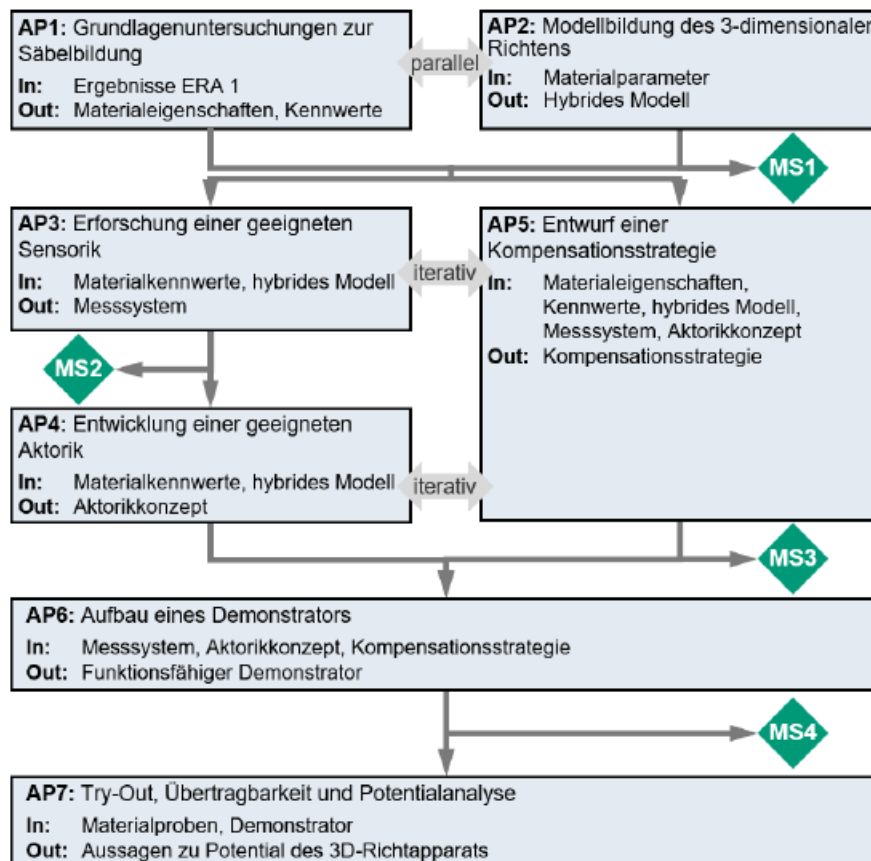 AP1: Grundlagenuntersuchungen zur
Säbelbildung
In: Ergebnisse ERA 1
Out: Materialeigenschaften, Kennwerte
parallel
AP2: Modellbildung des 3-dimensionalen
Richtens
In: Materialparameter
Out: Hybrides Modell
MS1
AP3: Erforschung einer geeigneten
Sensorik
In: Materialkennwerte, hybrides Modell
Out: Messsystem
iterativ
AP5: Entwurf einer
Kompensationsstrategie
In: Materialeigenschaften,
Kennwerte, hybrides Modell,
Messsystem, Aktorikkonzept
Out: Kompensationsstrategie
MS2
AP4: Entwicklung einer geeigneten
Aktorik
In: Materialkennwerte, hybrides Modell
Out: Aktorikkonzept
iterativ
MS3
AP6: Aufbau eines Demonstrators
In: Messsystem, Aktorikkonzept, Kompensationsstrategie
Out: Funktionsfähiger Demonstrator
MS4
AP7: Try-Out, Übertragbarkeit und Potentialanalyse
In: Materialproben, Demonstrator
Out: Aussagen zu Potential des 3D-Richtapparats